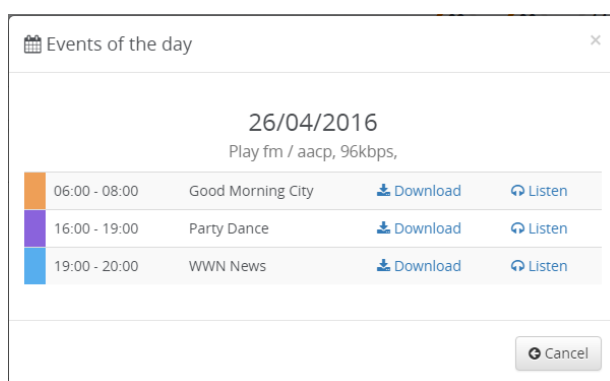 Events of the day ×
26/04/2016
Play fm / aacp, 96kbps,
06:00 - 08:00 Good Morning City Download Listen
16:00 - 19:00 Party Dance Download Listen
19:00 - 20:00 WWN News Download Listen
Cancel